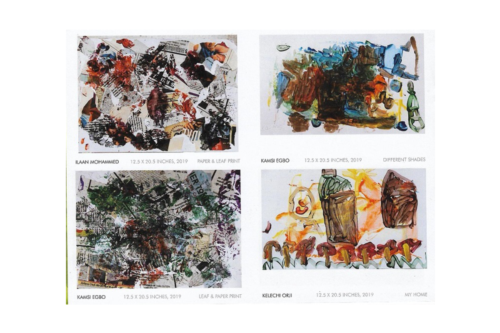 ILAAN MOHAMMED 12.5 X 20.5 INCHES, 2019 PAPER & LEAF PRINT
KAMSI EGBO 12.5 X 20.5 INCHES, 2019 DIFFERENT SHADES
KAMSI EGBO 12.5 X 20.5 INCHES, 2019 LEAF & PAPER PRINT
KELECHI ORJI 12.5 X 20.5 INCHES, 2019 MY HOME